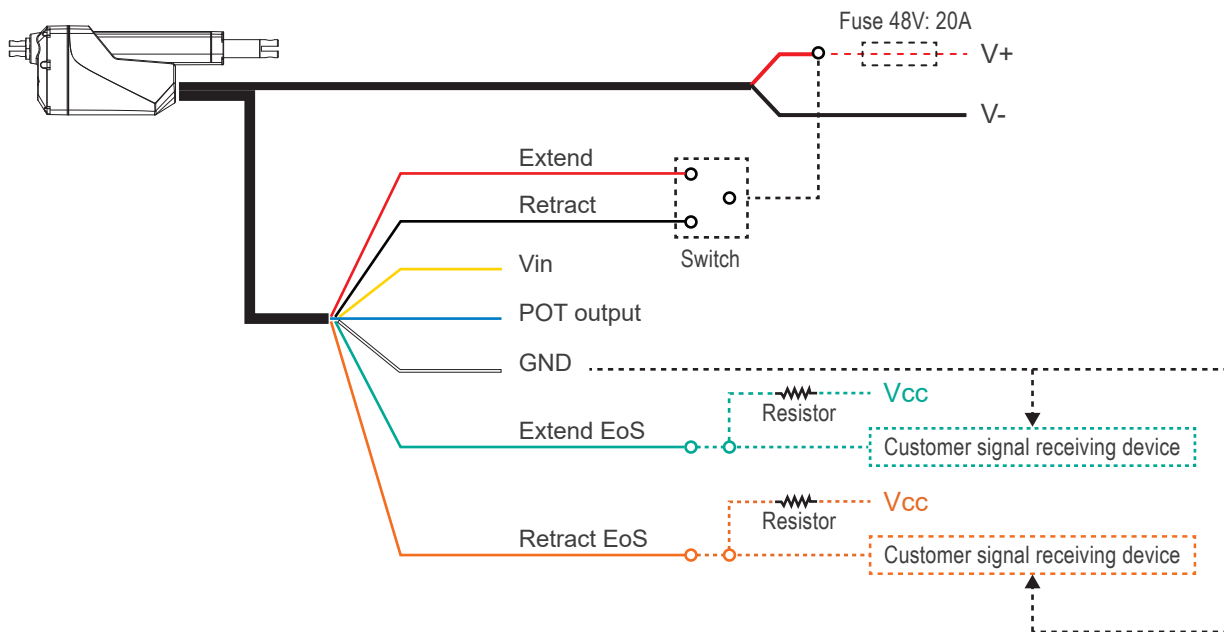 Fuse 48V: 20A
V+
V-
Extend
Retract
Switch
Vin
POT output
GND
Vcc
Resistor
Extend EoS
Customer signal receiving device
Vcc
Resistor
Retract EoS
Customer signal receiving device